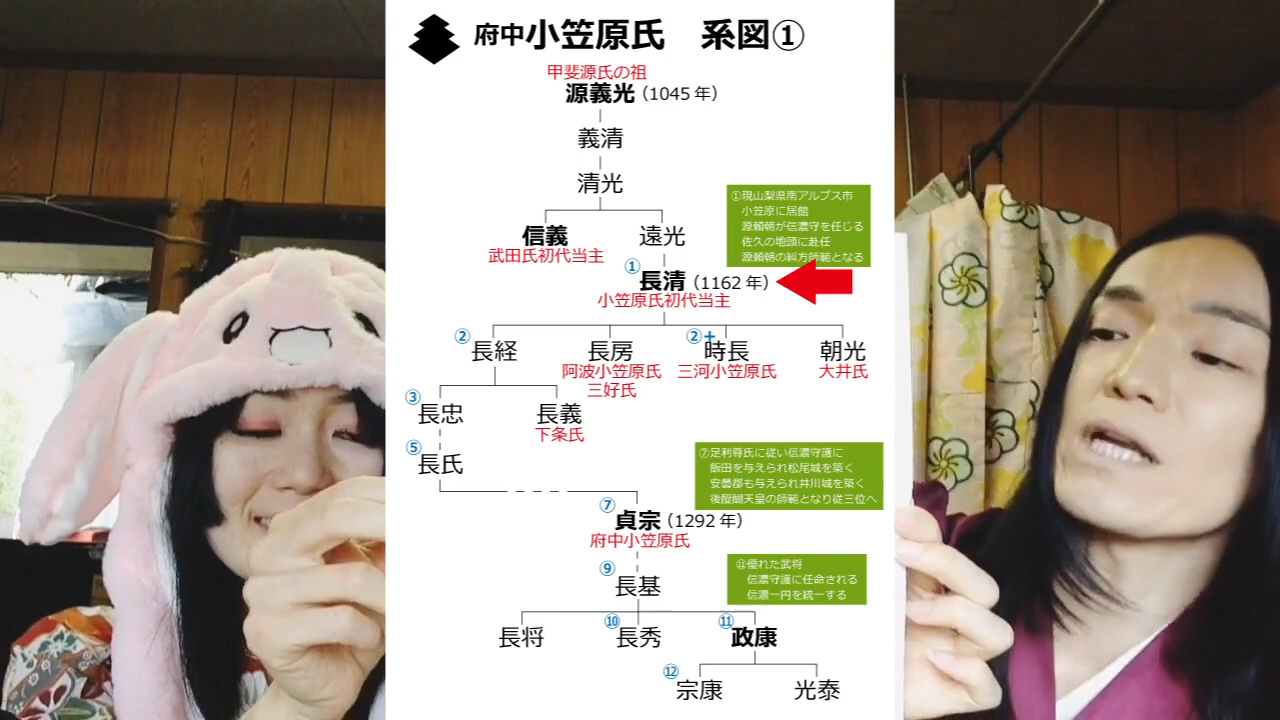 府中小笠原氏 系図①
甲斐源氏の祖
源義光(1045年)
義清
清光
信義
武田氏初代当主
遠光
①現山梨県南アルプス市
小笠原に居館
源頼朝が信濃守を任じる
佐久の地頭に赴任
源頼朝の糾方師範となる
①
長清(1162年)
小笠原氏初代当主
②
長経
長房
阿波小笠原氏
三好氏
②+
時長
三河小笠原氏
朝光
大井氏
③
長忠
長義
下条氏
⑤
長氏
⑦足利尊氏に従い信濃守護に
飯田を与えられ松尾城を築く
安曇郡も与えられ井川城を築く
後醍醐天皇の師範となり従三位へ
⑦
貞宗(1292年)
府中小笠原氏
⑨
長基
⑪優れた武将
信濃守護に任命される
信濃一円を統一する
長将
⑩
長秀
⑪
政康
⑫
宗康
光泰